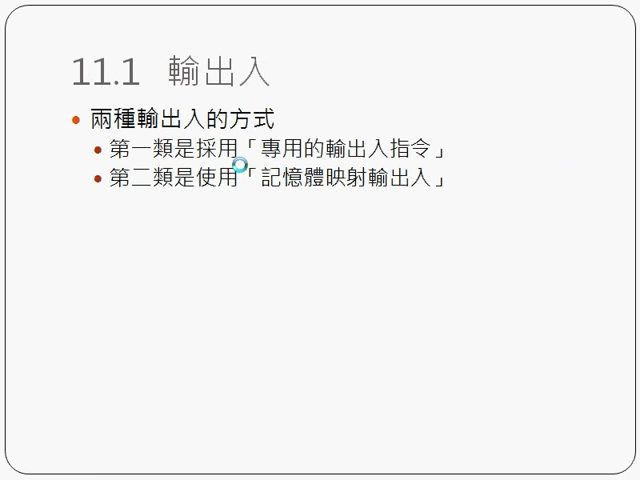 11.1 輸出入
兩種輸出入的方式
第一類是採用「專用的輸出入指令」
第二類是使用「記憶體映射輸出入」